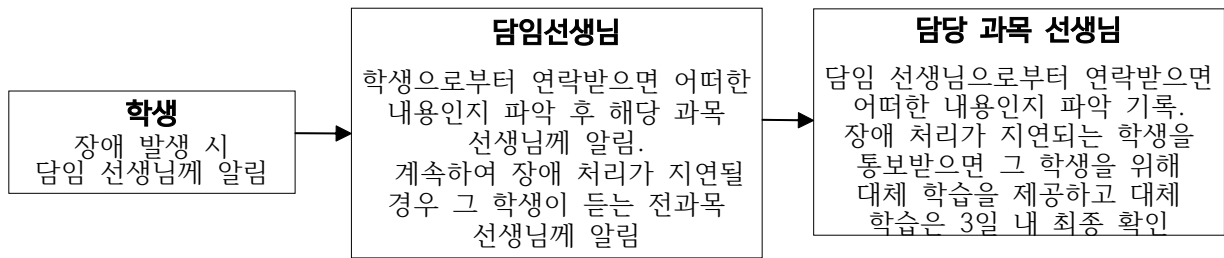 학생
장애 발생 시
담임 선생님께 알림
담임선생님
학생으로부터 연락받으면 어떠한
내용인지 파악 후 해당 과목
선생님께 알림.
계속하여 장애 처리가 지연될
경우 그 학생이 듣는 전과목
선생님께 알림
담당 과목 선생님
담임 선생님으로부터 연락받으면
어떠한 내용인지 파악 기록.
장애 처리가 지연되는 학생을
통보받으면 그 학생을 위해
대체 학습을 제공하고 대체
학습은 3일 내 최종 확인